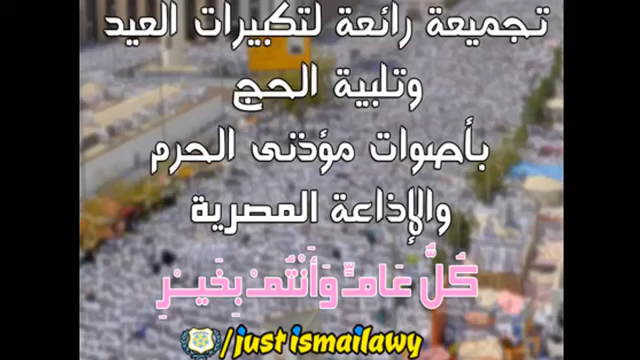 تجميعة رائعة لتكبيرات العيد
وتلبية الحج
بأصوات مؤذنى الحرم
والإذاعة المصرية
كُلُّ عَامٍ وَأَنْتُمْ بِخَيْرٍ
/just ismailawy